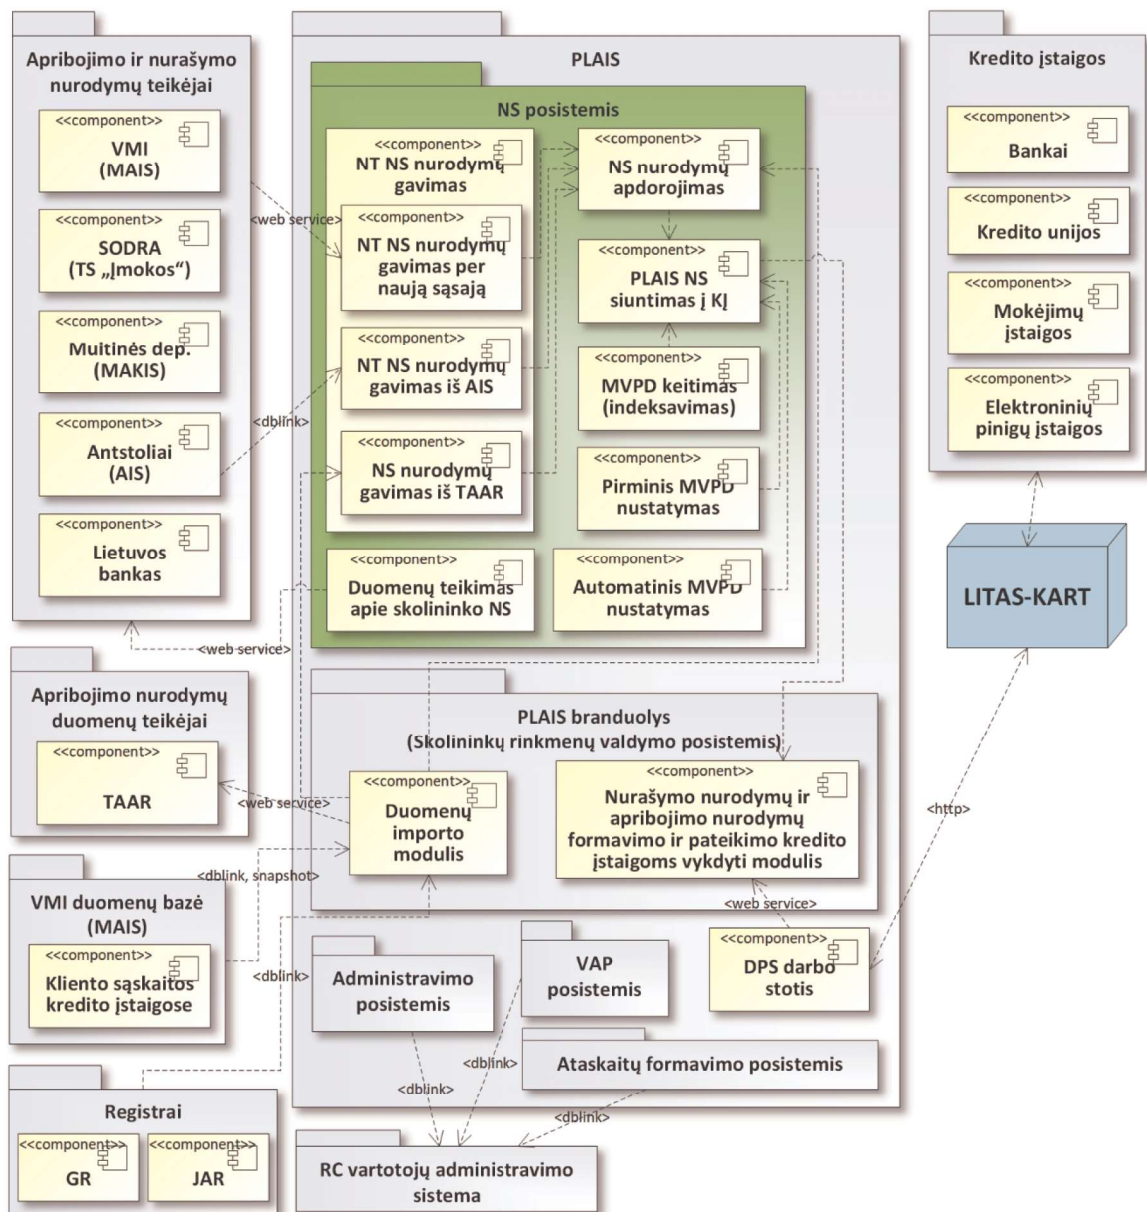 Apribojimo ir nurašymo
nurodymų teikėjai
<<component>>
VMI
(MAIS)
<<component>>
SODRA
(TS „Įmokos“)
<<component>>
Muitinės dep.
(MAKIS)
<<component>>
Antstoliai
(AIS)
<<component>>
Lietuvos
bankas
<web service>
<dblink>
<web service>
PLAIS
NS posistemis
<<component>>
NT NS nurodymų
gavimas
<<component>>
NT NS nurodymų
gavimas per
naują sąsają
<<component>>
NT NS nurodymų
gavimas iš AIS
<<component>>
NS nurodymų
gavimas iš TAAR
<<component>>
Duomenų teikimas
apie skolininko NS
<<component>>
NS nurodymų
apdorojimas
<<component>>
PLAIS NS
siuntimas į KĮ
<<component>>
MVPD keitimas
(indeksavimas)
<<component>>
Pirminis MVPD
nustatymas
<<component>>
Automatinis MVPD
nustatymas
Kredito įstaigos
<<component>>
Bankai
<<component>>
Kredito unijos
<<component>>
Mokėjimų
įstaigos
<<component>>
Elektroninių
pinigų įstaigos
LITAS-KART
<http>
Apribojimo nurodymų
duomenų teikėjai
<<component>>
TAAR
<web service>
PLAIS branduolys
(Skolininkų rinkmenų valdymo posistemis)
<<component>>
Duomenų
importo
modulis
<<component>>
Nurašymo nurodymų ir
apribojimo nurodymų
formavimo ir pateikimo kredito
įstaigoms vykdyti modulis
<dblink, snapshot>
<web service>
VMI duomenų bazė
(MAIS)
<<component>>
Kliento sąskaitos
kredito įstaigose
<dblink>
Administravimo
posistemis
VAP
posistemis
<<component>>
DPS darbo
stotis
Ataskaitų formavimo posistemis
<dblink>
<dblink>
<dblink>
Registrai
<<component>>
GR
<<component>>
JAR
RC vartotojų administravimo
sistema